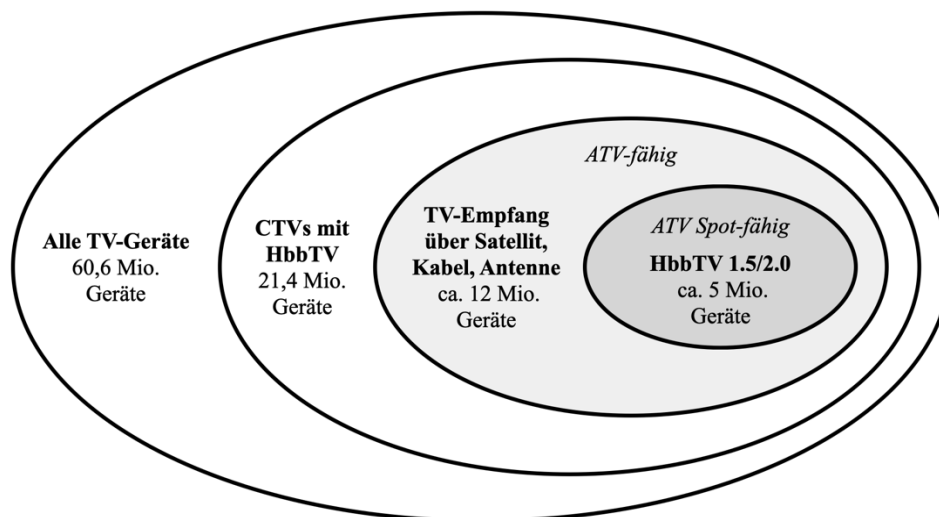 Alle TV-Geräte
60,6 Mio.
Geräte
CTVs mit
HbbTV
21,4 Mio.
Geräte
ATV-fähig
TV-Empfang
über Satellit,
Kabel, Antenne
ca. 12 Mio.
Geräte
ATV Spot-fähig
HbbTV 1.5/2.0
ca. 5 Mio.
Geräte